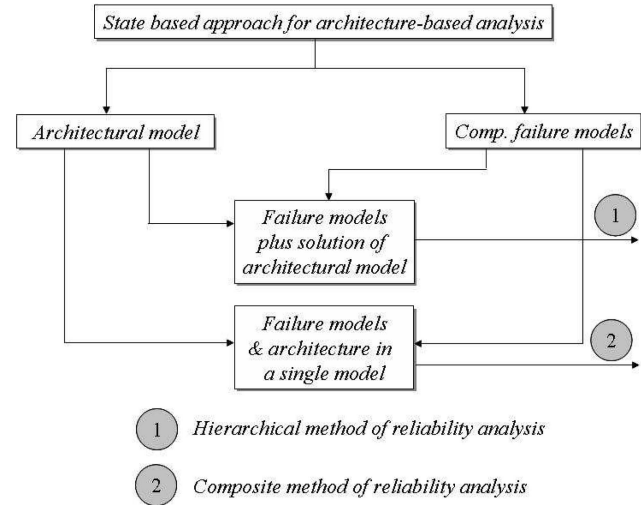 State based approach for architecture-based analysis
Architectural model
Comp. failure models
Failure models
plus solution of
architectural model
1
Failure models
& architecture in
a single model
2
1 Hierarchical method of reliability analysis
2 Composite method of reliability analysis